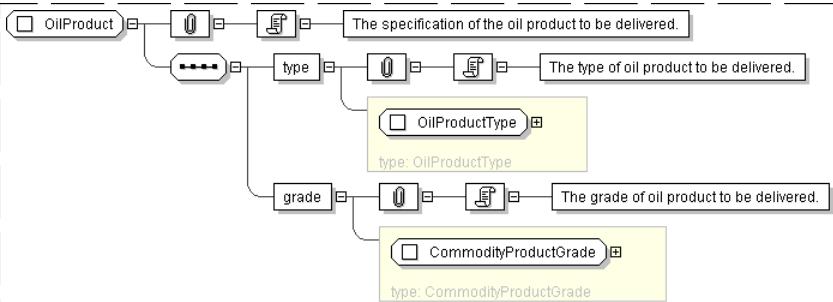 OilProduct
The specification of the oil product to be delivered.
type
The type of oil product to be delivered.
OilProductType
type: OilProductType
grade
The grade of oil product to be delivered.
CommodityProductGrade
type: CommodityProductGrade